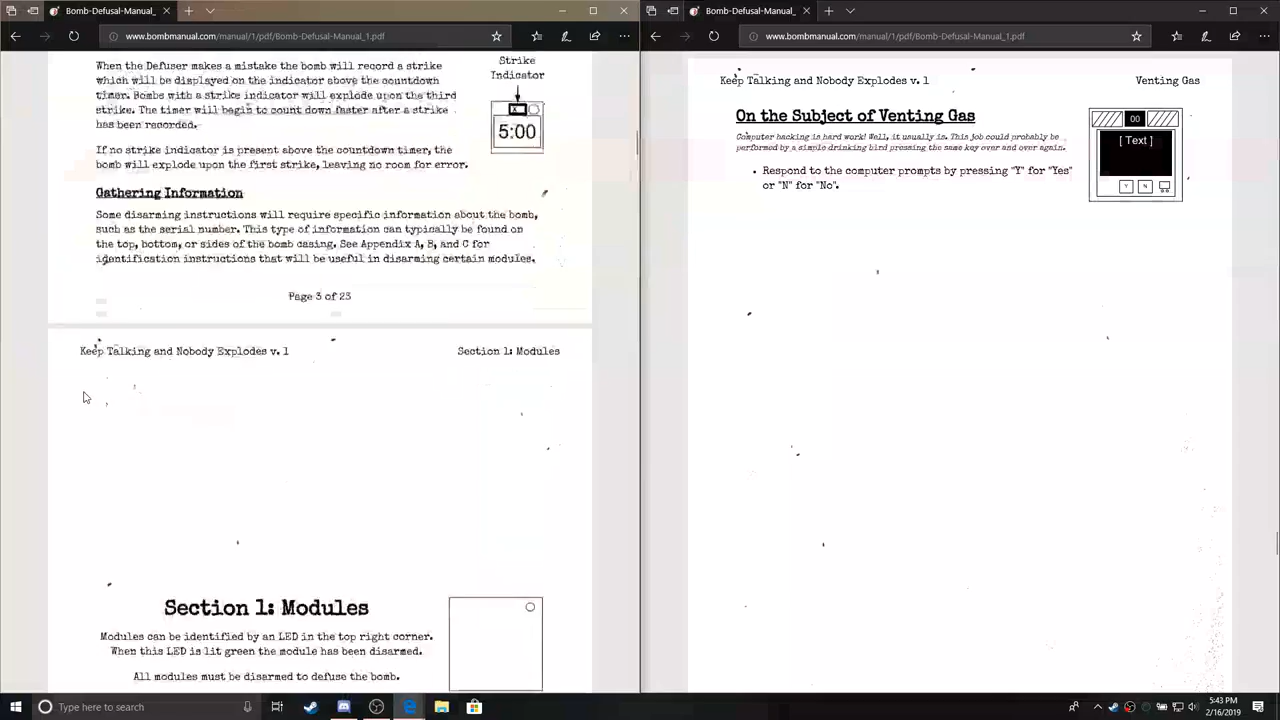 Bomb-Defusal-Manual
www.bombmanual.com/manual/1/pdf/Bomb-Defusal-Manual_1.pdf
When the Defuser makes a mistake the bomb will record a strike
which will be displayed on the indicator above the countdown
timer. Bombs with a strike indicator will explode upon the third
strike. The timer will begin to count down faster after a strike
has been recorded.
Strike
Indicator
X
5:00
If no strike indicator is present above the countdown timer, the
bomb will explode upon the first strike, leaving no room for error.
Gathering Information
Some disarming instructions will require specific information about the bomb,
such as the serial number. This type of information can typically be found on
the top, bottom, or sides of the bomb casing. See Appendix A, B, and C for
identification instructions that will be useful in disarming certain modules.
Page 3 of 23
Keep Talking and Nobody Explodes v. 1
Section 1: Modules
Section 1: Modules
Modules can be identified by an LED in the top right corner.
When this LED is lit green the module has been disarmed.
All modules must be disarmed to defuse the bomb.
Bomb-Defusal-Manual_1.p
www.bombmanual.com/manual/1/pdf/Bomb-Defusal-Manual_1.pdf
Keep Talking and Nobody Explodes v. 1
Venting Gas
On the Subject of Venting Gas
Computer hacking is hard work! Well, it usually is. This job could probably be
performed by a simple drinking bird pressing the same key over and over again.
Respond to the computer prompts by pressing "Y" for "Yes"
or "N" for "No".
00
[ Text ]
Y
N
Type here to search
5:43 PM
2/16/2019